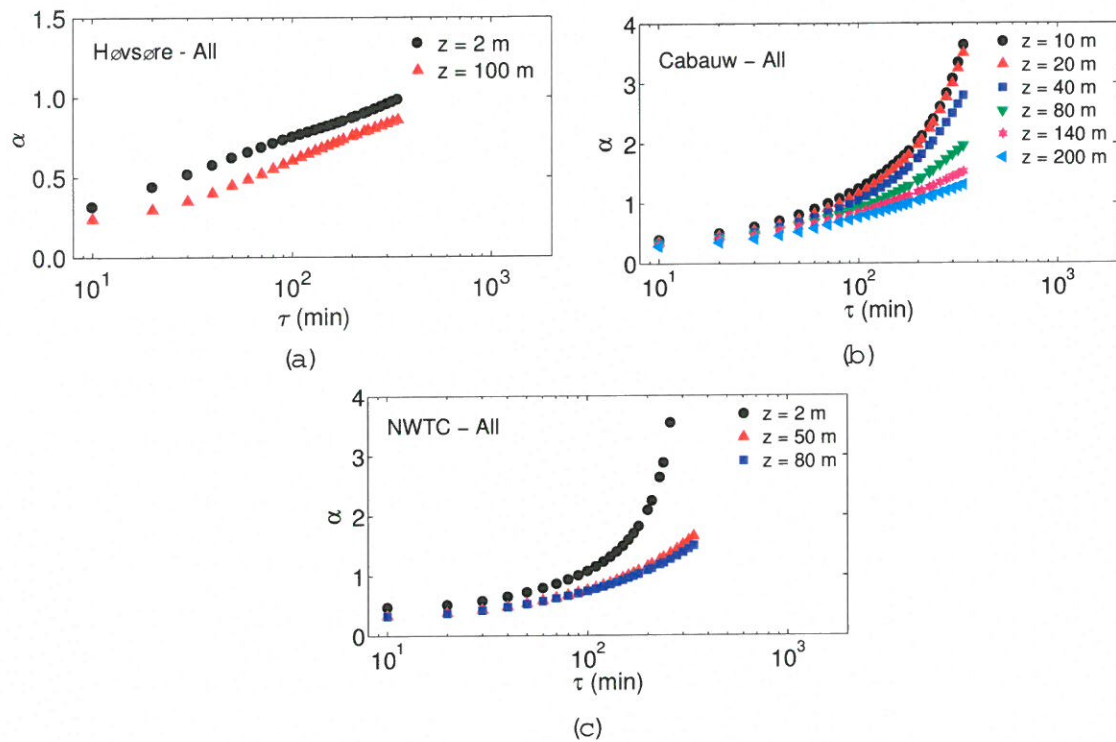 1.5
1.0
0.5
0.0
α
Høvsøre - All
z = 2 m
z = 100 m
10¹
10²
10³
τ (min)
(a)
4
3
2
1
0
α
Cabauw – All
z = 10 m
z = 20 m
z = 40 m
z = 80 m
z = 140 m
z = 200 m
10¹
10²
10³
τ (min)
(b)
4
3
2
1
0
α
NWTC – All
z = 2 m
z = 50 m
z = 80 m
10¹
10²
10³
τ (min)
(c)